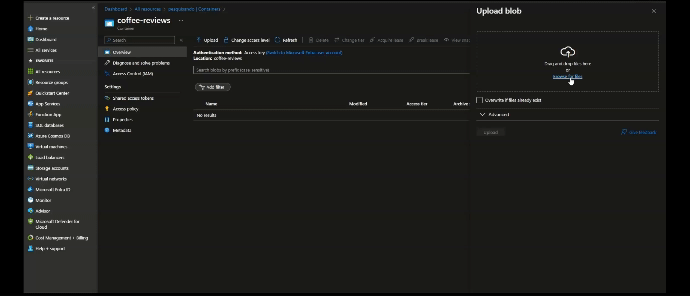 Create a resource
Home
Dashboard
All services
FAVORITES
All resources
Resource groups
Quickstart Center
App Services
Function App
SQL databases
Azure Cosmos DB
Virtual machines
Load balancers
Storage accounts
Virtual networks
Microsoft Entra ID
Monitor
Advisor
Microsoft Defender for
Cloud
Cost Management + Billing
Help + support
Dashboard > All resources >
| Containers >
coffee-reviews ...
Container
Search
Overview
Diagnose and solve problems
Access Control (IAM)
Settings
Shared access tokens
Access policy
Properties
Metadata
Upload Change access level Refresh Delete Change tier Acquire lease Break lease View
Authentication method: Access key (Switch to Microsoft Entra user account)
Location: coffee-reviews
Search blobs by prefix (case-sensitive)
Add filter
Name Modified Access tier Archive
No results
Upload blob
Drag and drop files here
or
Browse for files
Overwrite if files already exist
Advanced
Upload
Give feedback